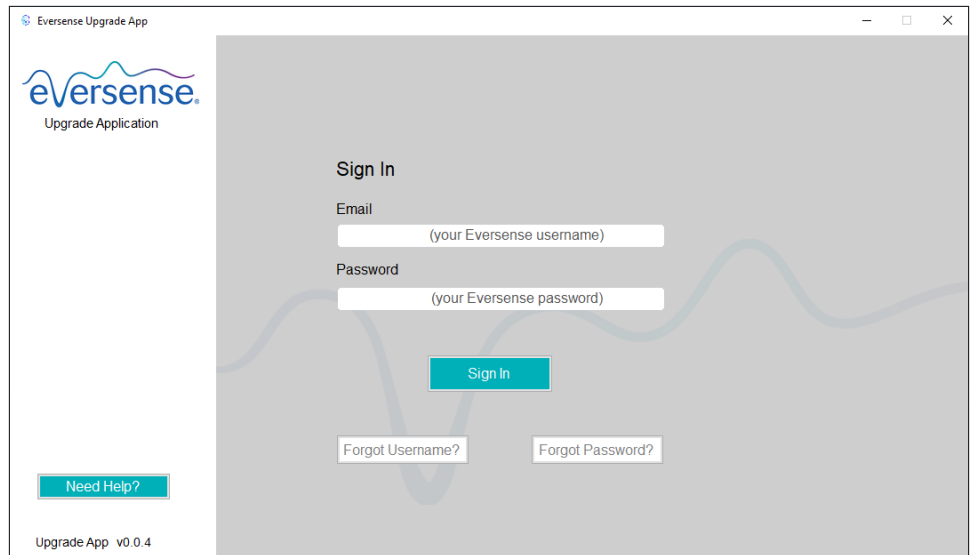 Eversense Upgrade App
eversense.
Upgrade Application
Sign In
Email
(your Eversense username)
Password
(your Eversense password)
Sign In
Forgot Username?
Forgot Password?
Need Help?
Upgrade App v0.0.4